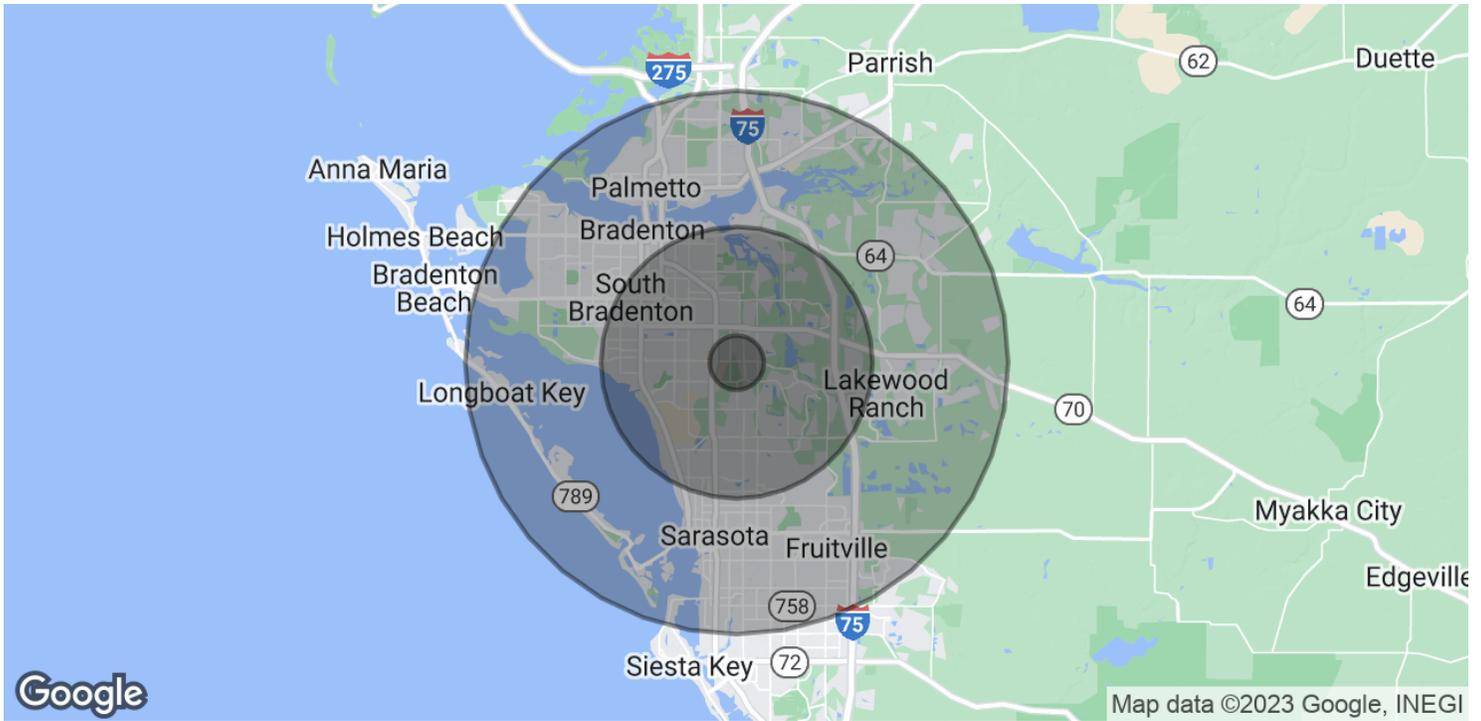 275
Parrish
62
Duette
75
Anna Maria
Palmetto
Holmes Beach
Bradenton
64
Bradenton
Beach
South
Bradenton
64
Longboat Key
Lakewood
Ranch
70
789
Myakka City
Sarasota
Fruitville
Edgeville
758
75
Siesta Key
72
Google
Map data ©2023 Google, INEGI